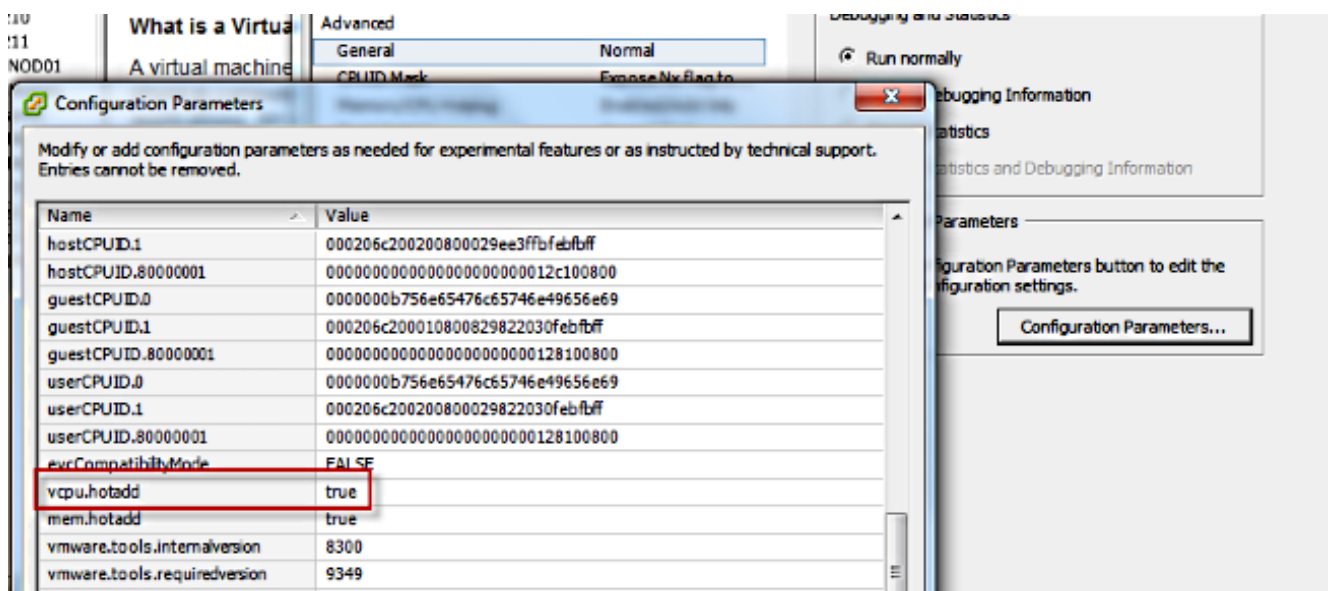 :10
:11
NOD01
What is a Virtua
A virtual machine
Advanced
General Normal
CPUID Mask Expose Nx flag to
Debugging and Statistics
Run normally
ebugging Information
atistics
atistics and Debugging Information
Parameters
figuration Parameters button to edit the
nfiguration settings.
Configuration Parameters...
Configuration Parameters
Modify or add configuration parameters as needed for experimental features or as instructed by technical support.
Entries cannot be removed.
Name Value
hostCPUID.1 000206c200200800029ee3ffbfebfbff
hostCPUID.80000001 0000000000000000000000012c100800
guestCPUID.0 0000000b756e65476c65746e49656e69
guestCPUID.1 000206c200010800829822030febfbff
guestCPUID.80000001 00000000000000000000000128100800
userCPUID.0 0000000b756e65476c65746e49656e69
userCPUID.1 000206c200200800029822030febfbff
userCPUID.80000001 00000000000000000000000128100800
evcCompatibilityMode FALSE
vcpu.hotadd true
mem.hotadd true
vmware.tools.internalversion 8300
vmware.tools.requiredversion 9349